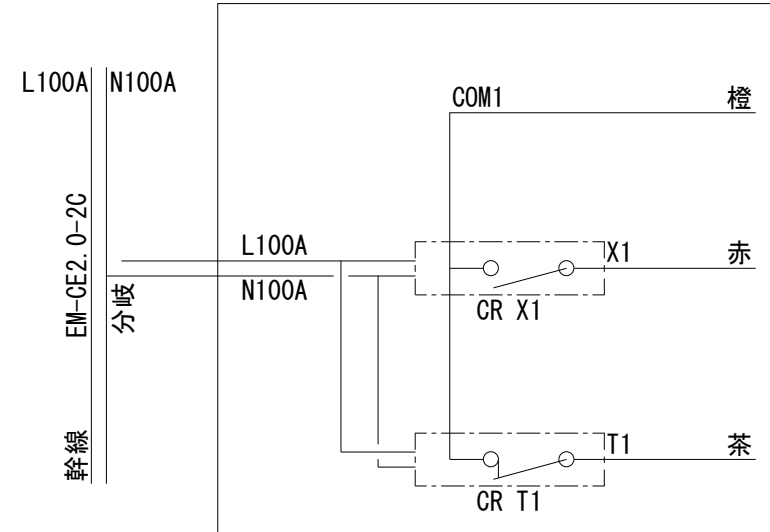 L100A
N100A
COM1
橙
EM-CE2.0-2C
L100A
X1
赤
N100A
分岐
CR X1
幹線
T1
茶
CR T1